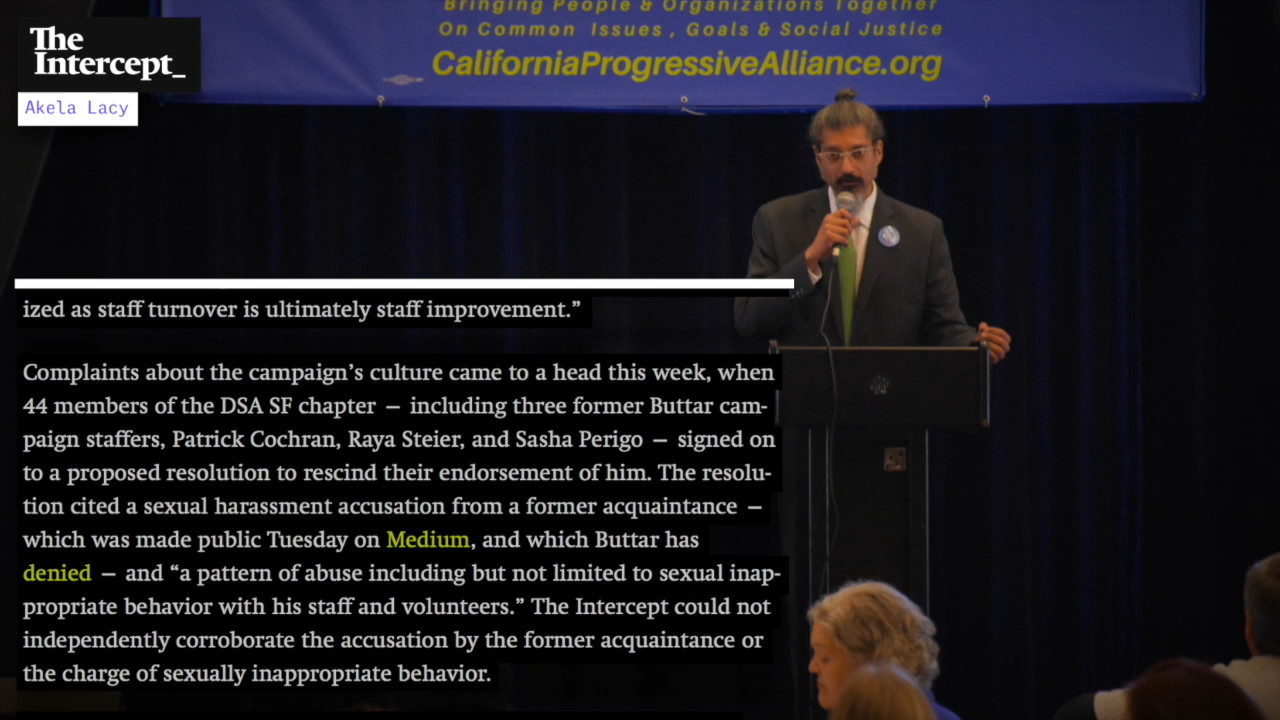 Bringing People & Organizations Together
On Common Issues, Goals & Social Justice
CaliforniaProgressiveAlliance.org
The
Intercept_
Akela Lacy
ized as staff turnover is ultimately staff improvement.”
Complaints about the campaign’s culture came to a head this week, when
44 members of the DSA SF chapter — including three former Buttar cam-
paign staffers, Patrick Cochran, Raya Steier, and Sasha Perigo — signed on
to a proposed resolution to rescind their endorsement of him. The resolu-
tion cited a sexual harassment accusation from a former acquaintance —
which was made public Tuesday on Medium, and which Buttar has
denied — and “a pattern of abuse including but not limited to sexual inap-
propriate behavior with his staff and volunteers.” The Intercept could not
independently corroborate the accusation by the former acquaintance or
the charge of sexually inappropriate behavior.